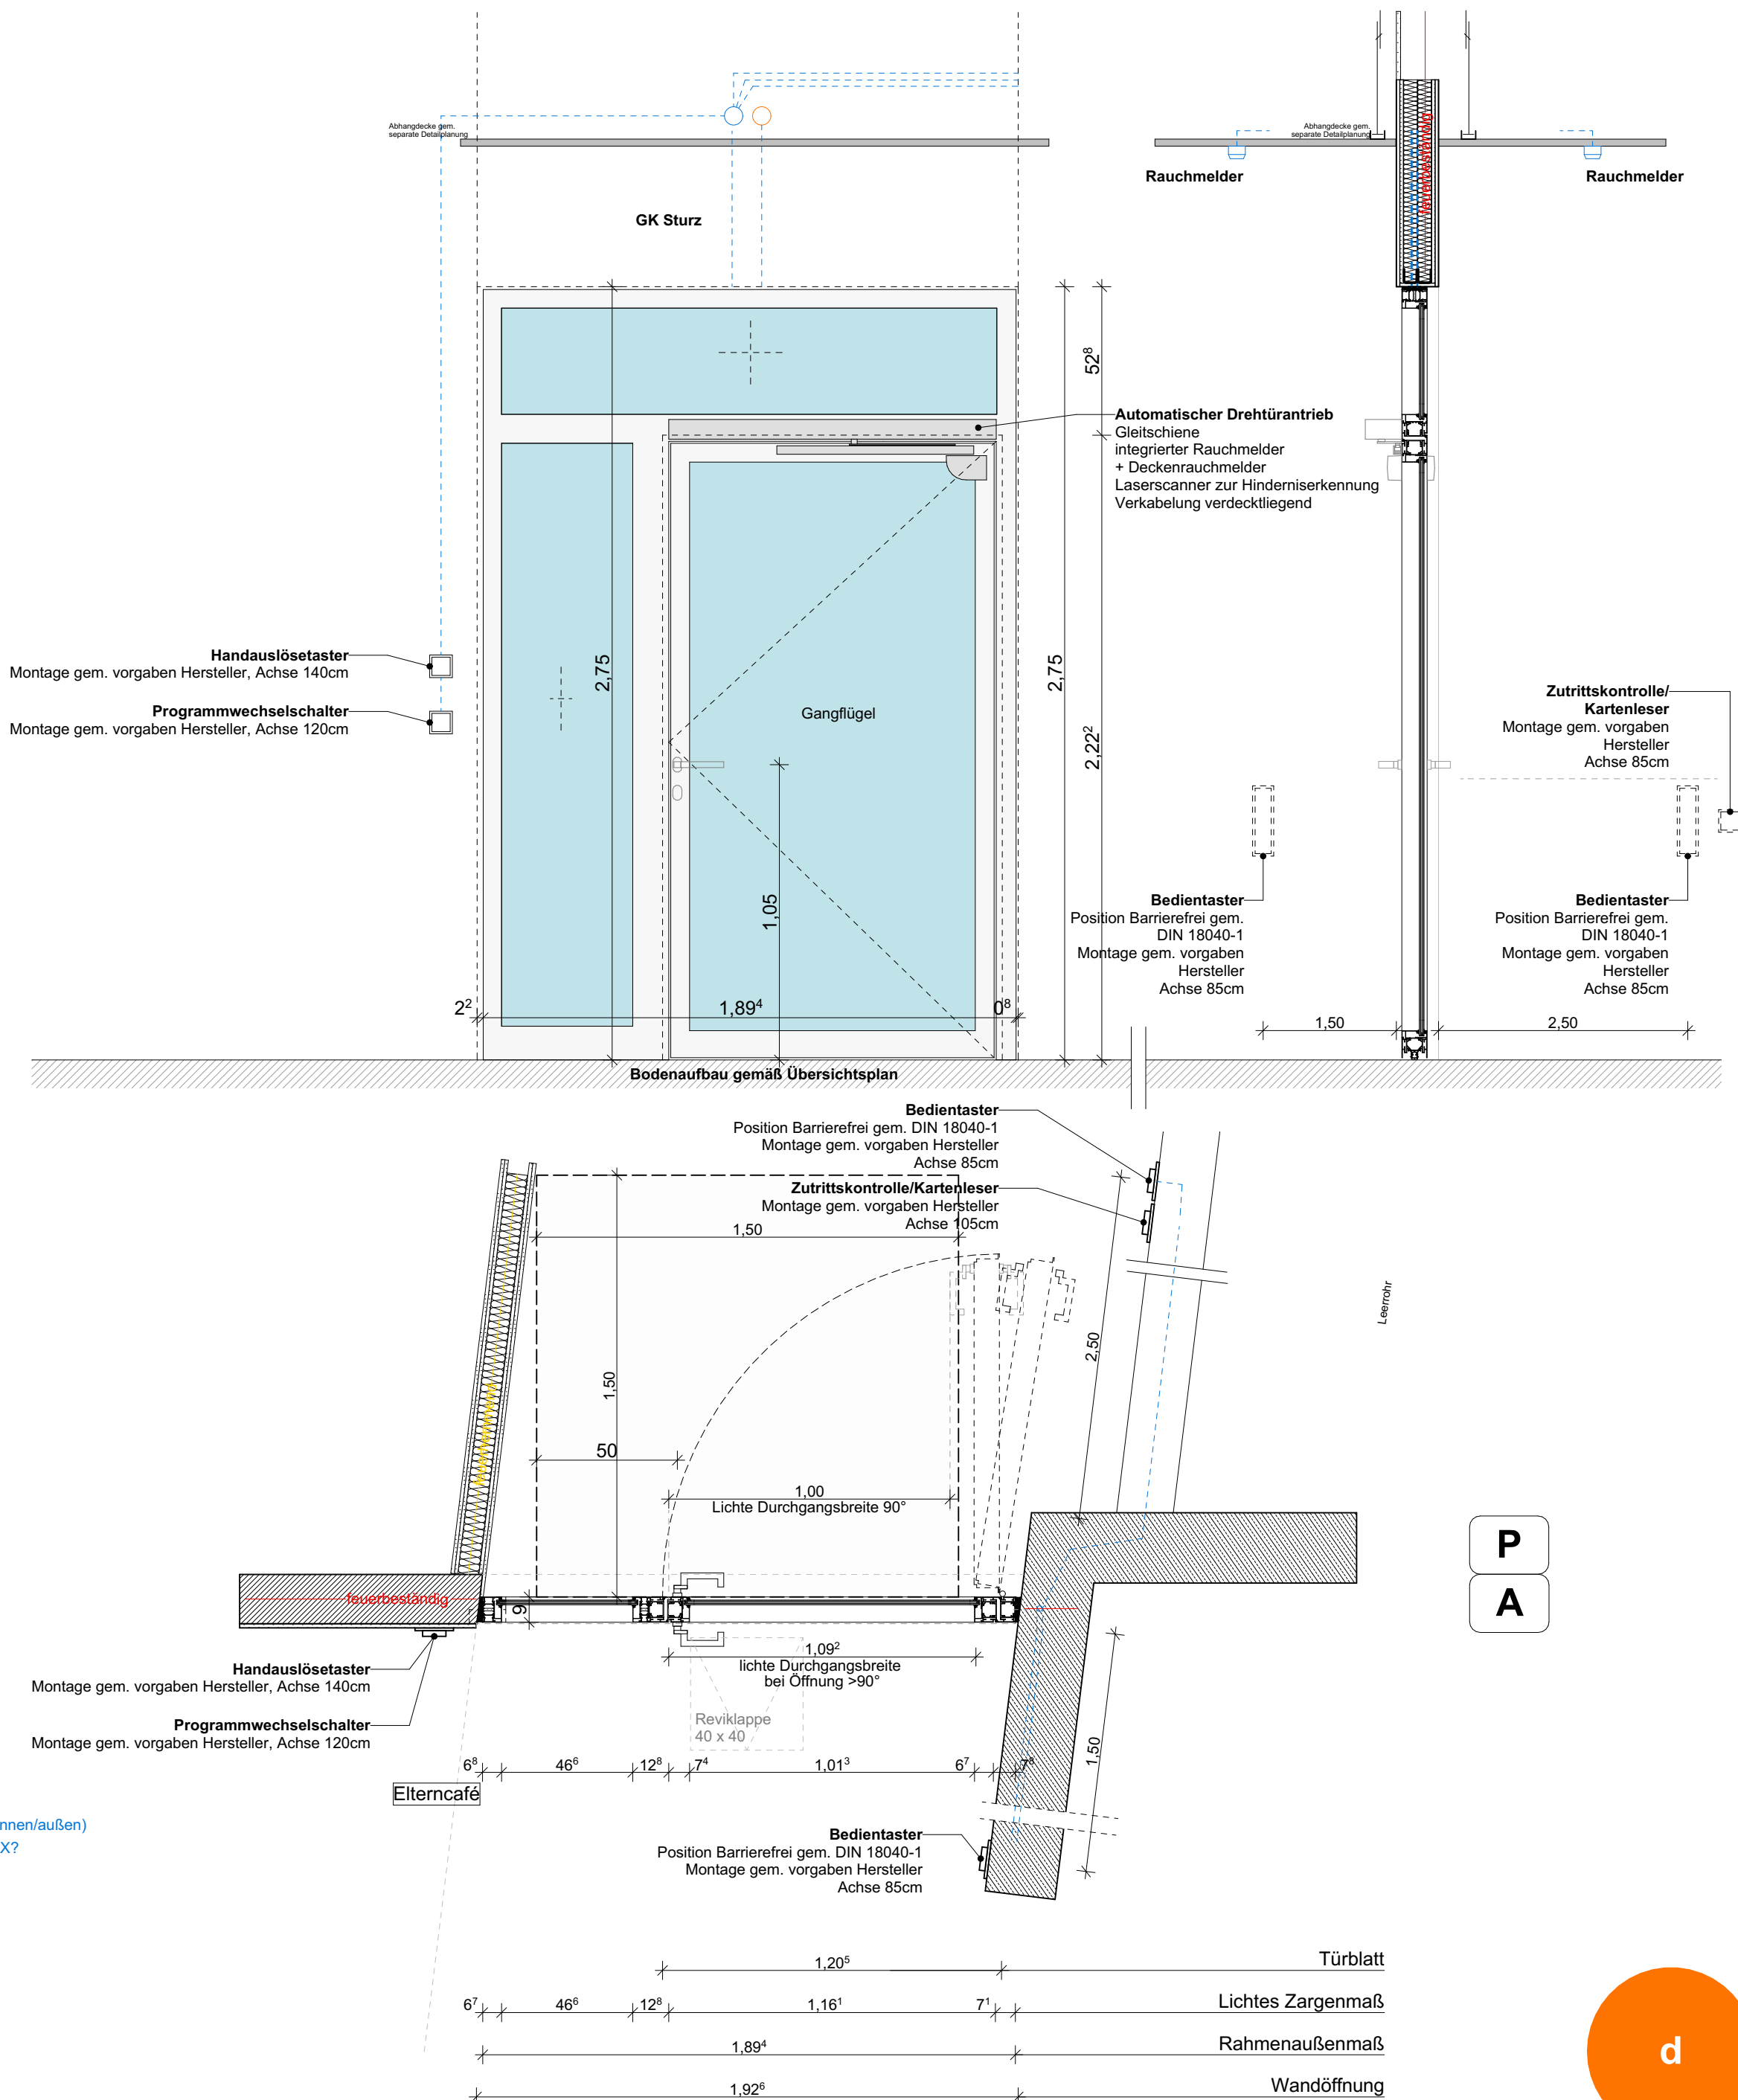 Abhangdecke gem.
separate Detailplanung
Abhangdecke gem.
separate Detailplanung
feuerbeständig
Rauchmelder
Rauchmelder
GK Sturz
52⁸
Automatischer Drehtürantrieb
Gleitschiene
integrierter Rauchmelder
+ Deckenrauchmelder
Laserscanner zur Hinderniserkennung
Verkabelung verdecktliegend
Handauslösetaster
Montage gem. vorgaben Hersteller, Achse 140cm
Programmwechselschalter
Montage gem. vorgaben Hersteller, Achse 120cm
2,75
2,75
Gangflügel
2,22²
Zutrittskontrolle/
Kartenleser
Montage gem. vorgaben
Hersteller
Achse 85cm
1,05
Bedientaster
Position Barrierefrei gem.
DIN 18040-1
Montage gem. vorgaben
Hersteller
Achse 85cm
Bedientaster
Position Barrierefrei gem.
DIN 18040-1
Montage gem. vorgaben
Hersteller
Achse 85cm
2²
1,89⁴
0⁸
1,50
2,50
Bodenaufbau gemäß Übersichtsplan
Bedientaster
Position Barrierefrei gem. DIN 18040-1
Montage gem. vorgaben Hersteller
Achse 85cm
Zutrittskontrolle/Kartenleser
Montage gem. vorgaben Hersteller
Achse 105cm
1,50
Leerrohr
2,50
1,50
50
1,00
Lichte Durchgangsbreite 90°
P
A
feuerbeständig
9
1,09²
lichte Durchgangsbreite
bei Öffnung >90°
Handauslösetaster
Montage gem. vorgaben Hersteller, Achse 140cm
Programmwechselschalter
Montage gem. vorgaben Hersteller, Achse 120cm
Reviklappe
40 x 40
1,50
6⁸ 46⁶ 12⁸ 7⁴ 1,01³ 6⁷ 7⁸
Elterncafé
nnen/außen)
X?
Bedientaster
Position Barrierefrei gem. DIN 18040-1
Montage gem. vorgaben Hersteller
Achse 85cm
1,20⁵ Türblatt
6⁷ 46⁶ 12⁸ 1,16¹ 7¹ Lichtes Zargenmaß
1,89⁴ Rahmenaußenmaß
1,92⁶ Wandöffnung
d